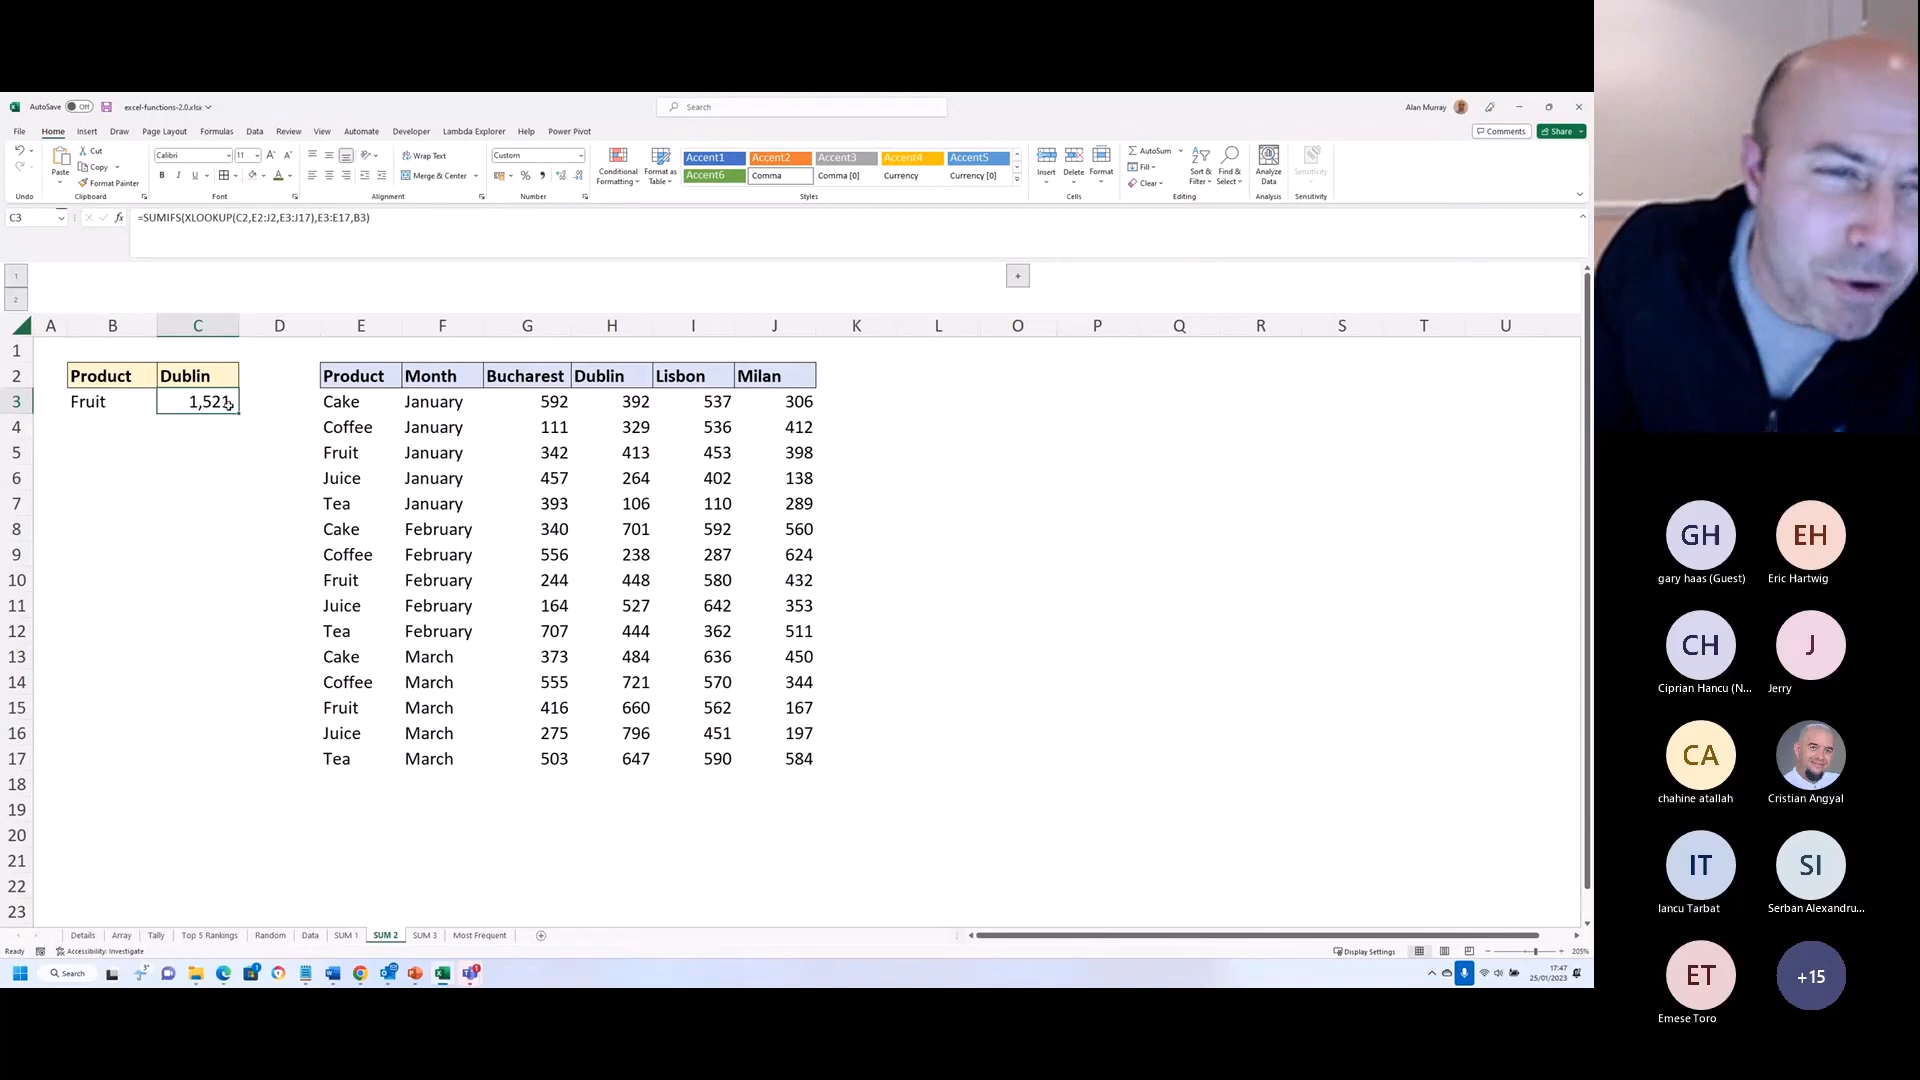 AutoSave Off excel-functions-2.0.xlsx Search Alan Murray
File Home Insert Draw Page Layout Formulas Data Review View Automate Developer Lambda Explorer Help Power Pivot Comments Share
Paste Cut Copy Format Painter Calibri 11 Wrap Text Merge & Center Custom Conditional Formatting Format as Table Accent1 Accent2 Accent3 Accent4 Accent5 Insert Delete Format AutoSum Fill Clear Sort & Filter Find & Select Analyze Data Sensitivity
Accent6 Comma Comma [0] Currency Currency [0]
Undo Clipboard Font Alignment Number Styles Cells Editing Analysis Sensitivity
C3 fx =SUMIFS(XLOOKUP(C2,E2:J2,E3:J17),E3:E17,B3)
1 +
2
A B C D E F G H I J K L O P Q R S T U
1
2 Product Dublin Product Month Bucharest Dublin Lisbon Milan
3 Fruit 1,521 Cake January 592 392 537 306
4 Coffee January 111 329 536 412
5 Fruit January 342 413 453 398
6 Juice January 457 264 402 138
7 Tea January 393 106 110 289
8 Cake February 340 701 592 560
9 Coffee February 556 238 287 624
10 Fruit February 244 448 580 432
11 Juice February 164 527 642 353
12 Tea February 707 444 362 511
13 Cake March 373 484 636 450
14 Coffee March 555 721 570 344
15 Fruit March 416 660 562 167
16 Juice March 275 796 451 197
17 Tea March 503 647 590 584
18
19
20
21
22
23
Details Array Tally Top 5 Rankings Random Data SUM 1 SUM 2 SUM 3 Most Frequent
Ready Accessibility: Investigate Display Settings 205%
Search 3° 17:47
25/01/2023
GH EH
gary haas (Guest) Eric Hartwig
CH J
Ciprian Hancu (N... Jerry
CA
chahine atallah Cristian Angyal
IT SI
Iancu Tarbat Serban Alexandru...
ET +15
Emese Toro